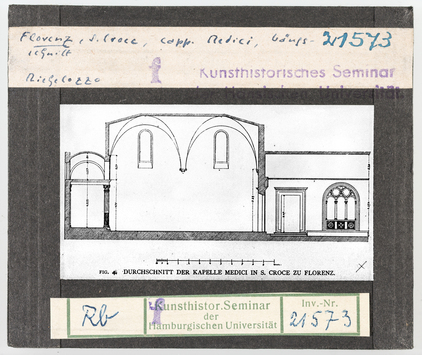 Florenz, S. Croce, capp. Medici, Längs- 21573
schnitt
Kunsthistorisches Seminar
Michelozzo
FIG. 4. DURCHSCHNITT DER KAPELLE MEDICI IN S. CROCE ZU FLORENZ.
Rb
Kunsthistor. Seminar
der
Hamburgischen Universität
Inv.-Nr.
21573